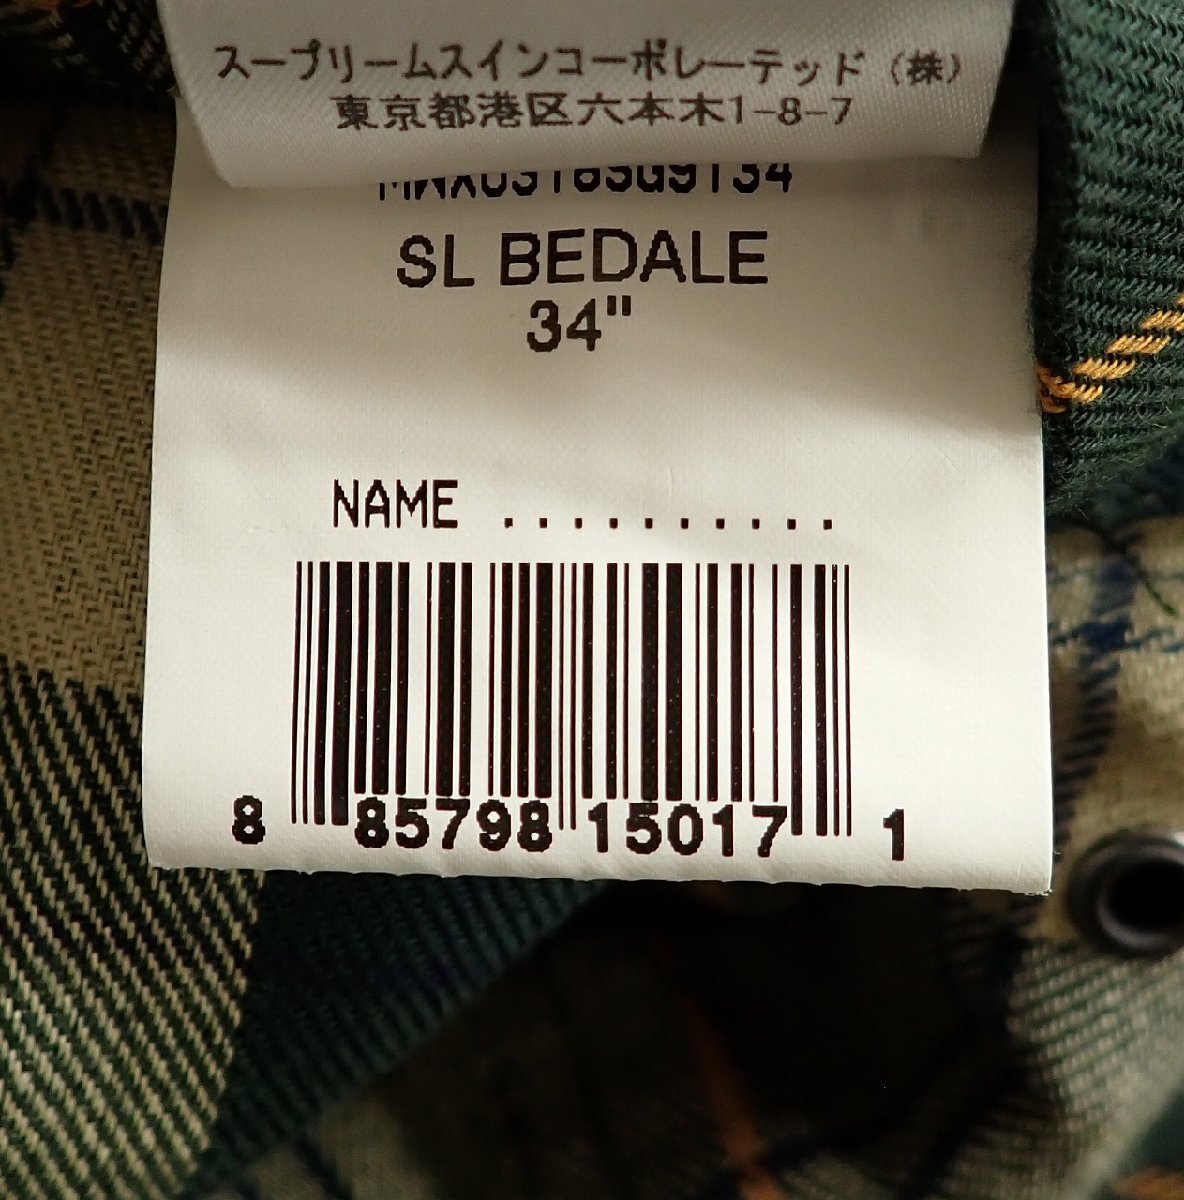 スープリームスインコーポレーテッド（株）
東京都港区六本木1-8-7
SL BEDALE
34"
NAME ..........
8 85798 15017 1